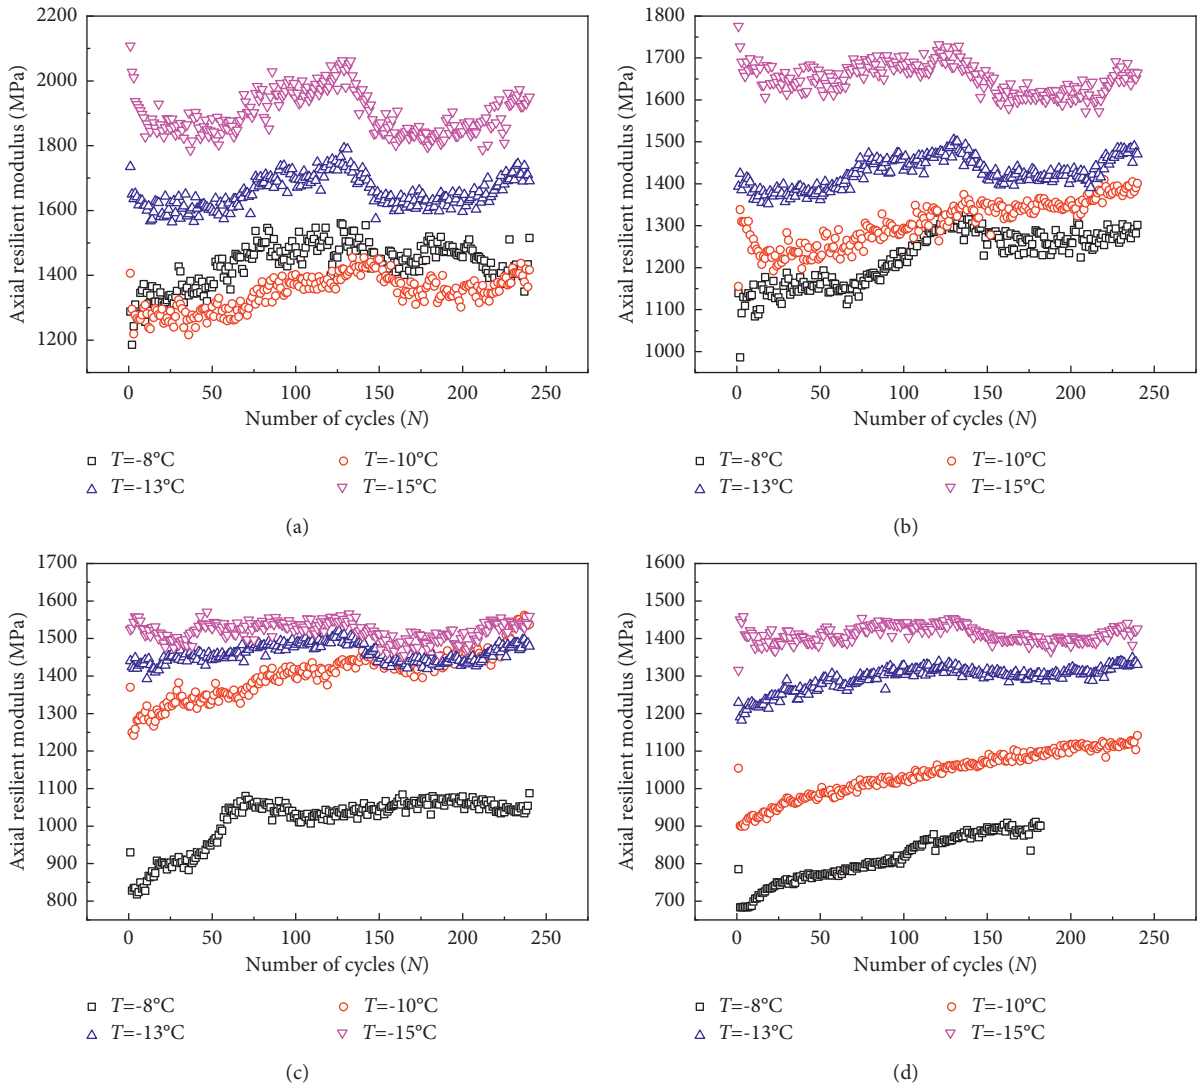 2200
2000
1800
1600
1400
1200
Axial resilient modulus (MPa)
0 50 100 150 200 250
Number of cycles (N)
T=-8°C T=-10°C
T=-13°C T=-15°C
(a)
1800
1700
1600
1500
1400
1300
1200
1100
1000
Axial resilient modulus (MPa)
0 50 100 150 200 250
Number of cycles (N)
T=-8°C T=-10°C
T=-13°C T=-15°C
(b)
1700
1600
1500
1400
1300
1200
1100
1000
900
800
Axial resilient modulus (MPa)
0 50 100 150 200 250
Number of cycles (N)
T=-8°C T=-10°C
T=-13°C T=-15°C
(c)
1600
1500
1400
1300
1200
1100
1000
900
800
700
Axial resilient modulus (MPa)
0 50 100 150 200 250
Number of cycles (N)
T=-8°C T=-10°C
T=-13°C T=-15°C
(d)